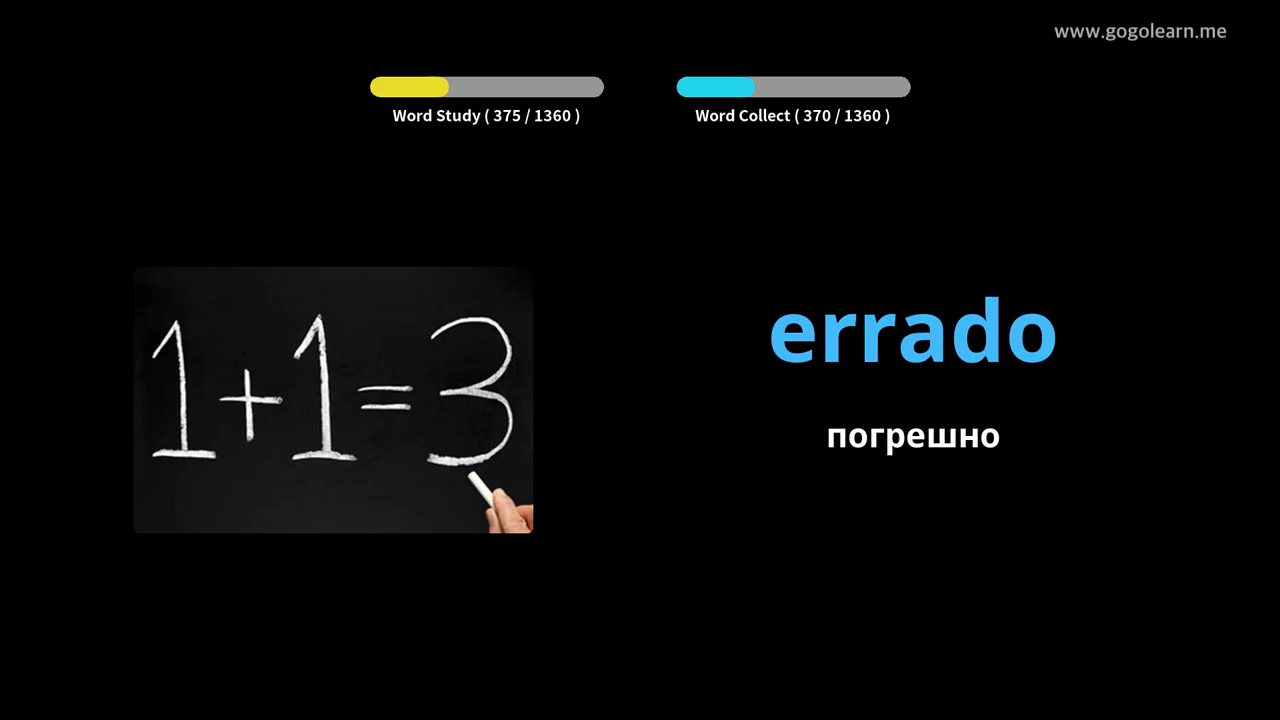 www.gogolearn.me
Word Study ( 375 / 1360 )
Word Collect ( 370 / 1360 )
1+1=3
errado
погрешно